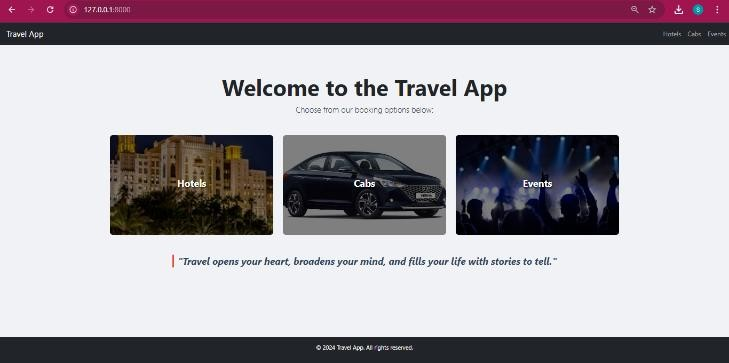 127.0.0.1:8000
S
Travel App
Hotels Cabs Events
Welcome to the Travel App
Choose from our booking options below:
Hotels
Cabs
Events
"Travel opens your heart, broadens your mind, and fills your life with stories to tell."
© 2024 Travel App. All rights reserved.